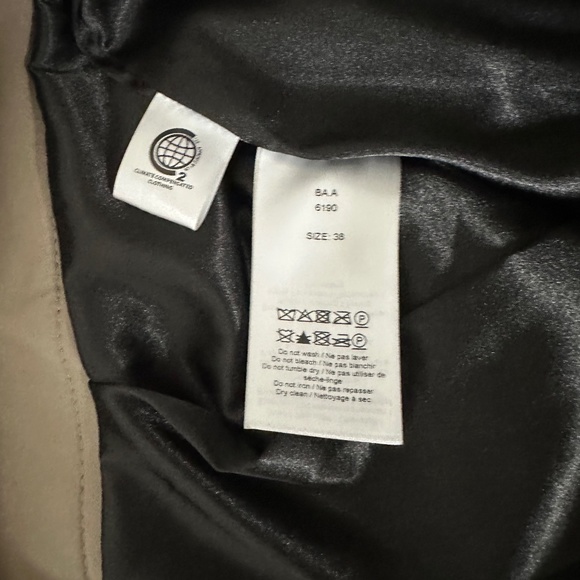 2
CLIMATE COMPENSATED
CLOTHING
BA.A
6190
SIZE: 38
P
P
Do not wash / Ne pas laver
Do not bleach / Ne pas blanchir
Do not tumble dry / Ne pas utiliser de
sèche-linge
Do not iron / Ne pas repasser
Dry clean / Nettoyage à sec